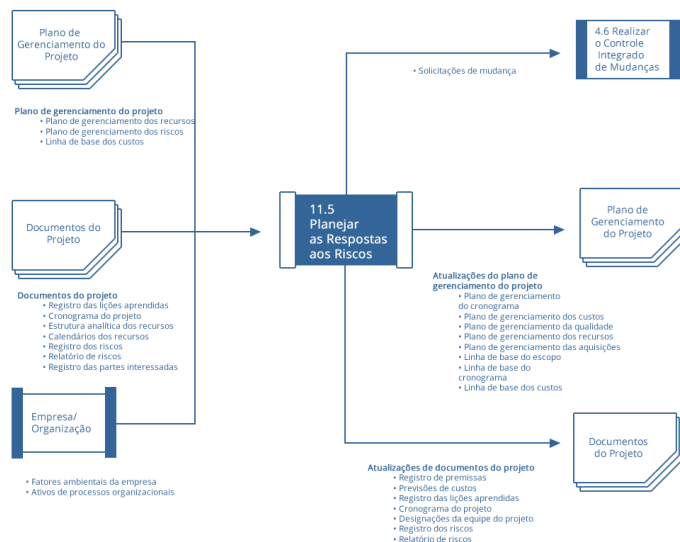 Plano de
Gerenciamento do
Projeto
Plano de gerenciamento do projeto
• Plano de gerenciamento dos recursos
• Plano de gerenciamento dos riscos
• Linha de base dos custos
Documentos do
Projeto
Documentos do projeto
• Registro das lições aprendidas
• Cronograma do projeto
• Estrutura analítica dos recursos
• Calendários dos recursos
• Registro dos riscos
• Relatório de riscos
• Registro das partes interessadas
Empresa/
Organização
• Fatores ambientais da empresa
• Ativos de processos organizacionais
11.5
Planejar
as Respostas
aos Riscos
• Solicitações de mudança
4.6 Realizar
o Controle
Integrado
de Mudanças
Plano de
Gerenciamento
do Projeto
Atualizações do plano de
gerenciamento do projeto
• Plano de gerenciamento
do cronograma
• Plano de gerenciamento dos custos
• Plano de gerenciamento da qualidade
• Plano de gerenciamento dos recursos
• Plano de gerenciamento das aquisições
• Linha de base do escopo
• Linha de base do
cronograma
• Linha de base dos custos
Documentos
do Projeto
Atualizações de documentos do projeto
• Registro de premissas
• Previsões de custos
• Registro das lições aprendidas
• Cronograma do projeto
• Designações da equipe do projeto
• Registro dos riscos
• Relatório de riscos